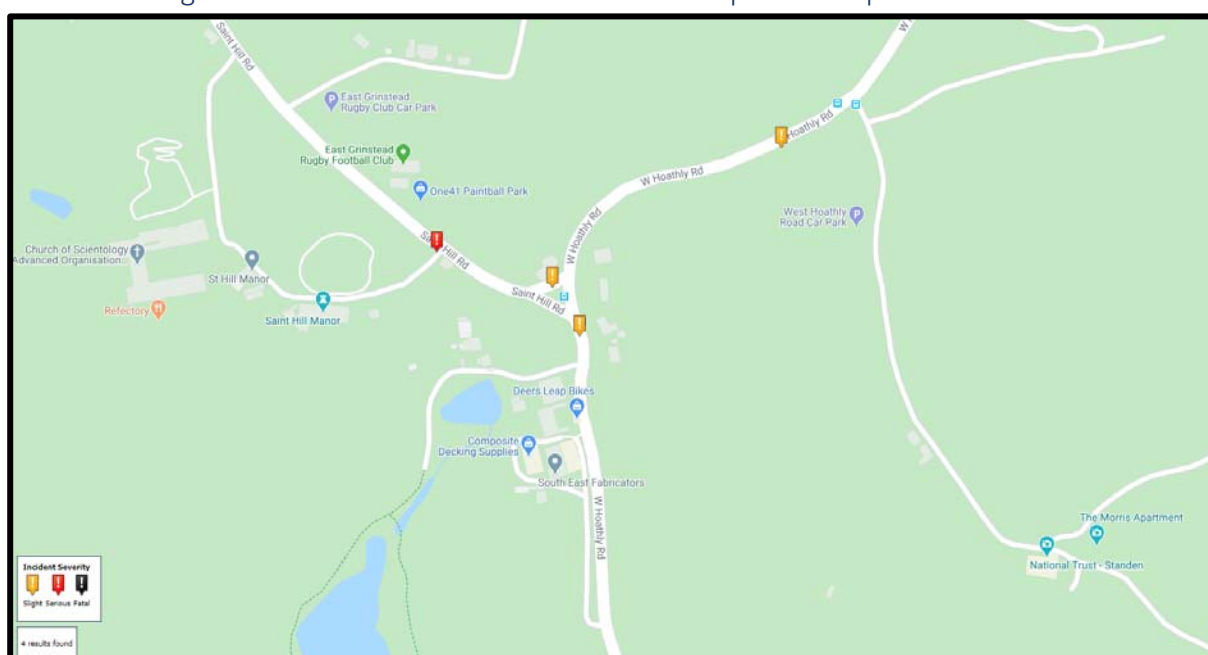 Saint Hill Rd
East Grinstead
Rugby Club Car Park
East Grinstead
Rugby Football Club
One41 Paintball Park
Hoathly Rd
W Hoathly Rd
West Hoathly
Road Car Park
W Hoathly Rd
Church of Scientology
Advanced Organisation...
St Hill Manor
Saint Hill Rd
Saint Hill Rd
Refectory
Saint Hill Manor
Deers Leap Bikes
Composite
Decking Supplies
South East Fabricators
W Hoathly Rd
The Morris Apartment
National Trust - Standen
Incident Severity
Slight Serious Fatal
4 results found